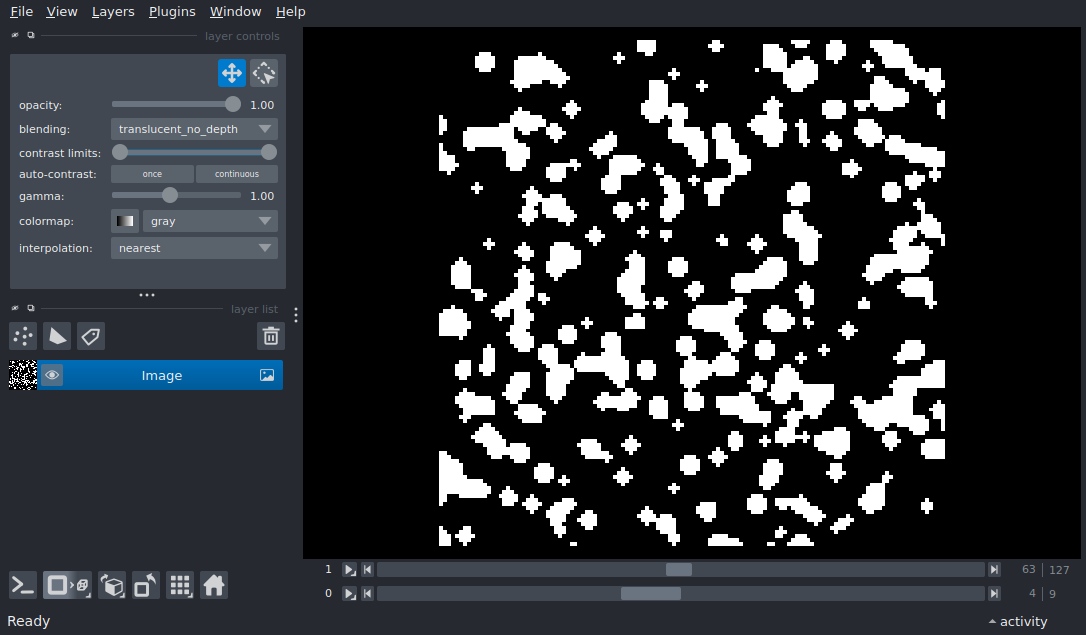 File View Layers Plugins Window Help
layer controls
opacity: 1.00
blending: translucent_no_depth
contrast limits:
auto-contrast: once continuous
gamma: 1.00
colormap: gray
interpolation: nearest
layer list
Image
1 63 127
0 4 9
Ready activity